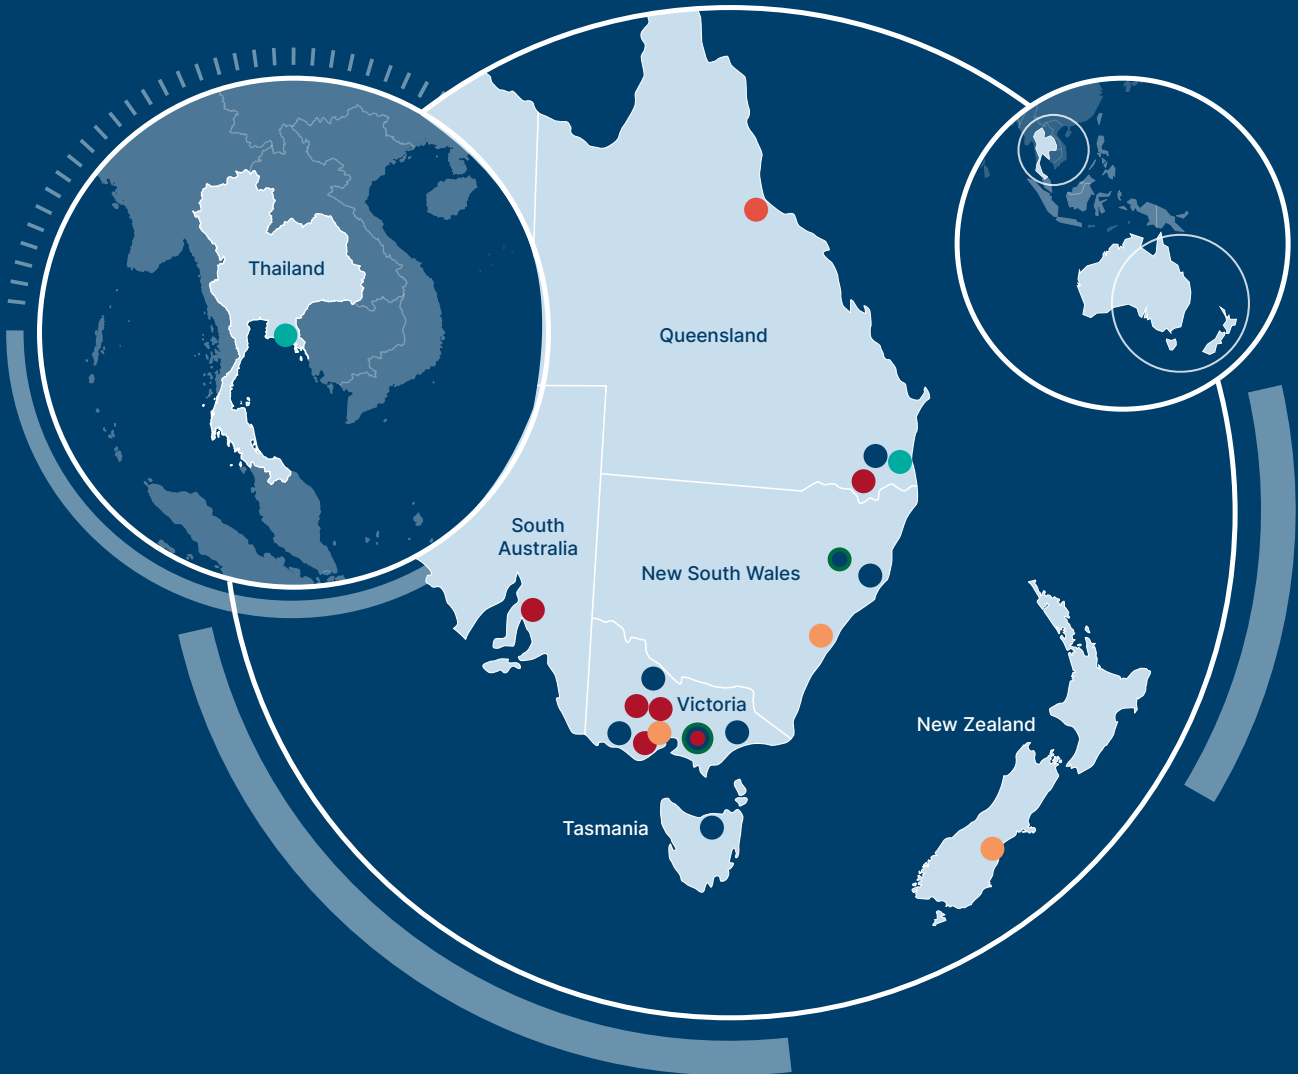 Thailand
Queensland
South
Australia
New South Wales
Victoria
New Zealand
Tasmania